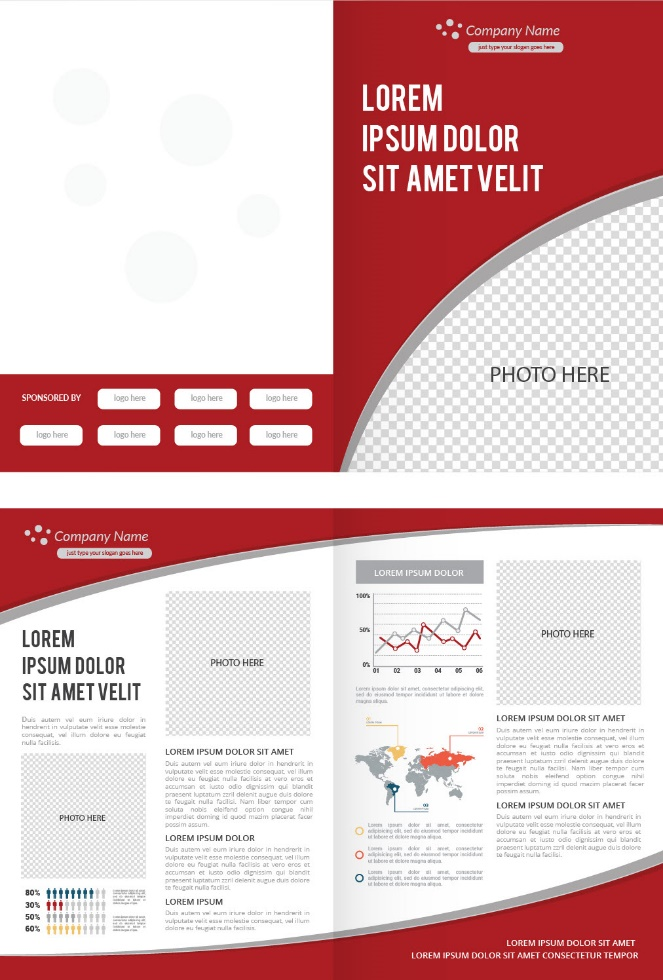 Company Name
just type your slogan goes here
LOREM
IPSUM DOLOR
SIT AMET VELIT
PHOTO HERE
SPONSORED BY
logo here
logo here
logo here
logo here
logo here
logo here
logo here
Company Name
just type your slogan goes here
LOREM
IPSUM DOLOR
SIT AMET VELIT
Duis autem vel eum iriure dolor in
hendrerit in vulputate velit esse molestie
consequat, vel illum dolore eu feugiat
nulla facilisis.
PHOTO HERE
80%
30%
50%
60%
PHOTO HERE
LOREM IPSUM DOLOR SIT AMET
Duis autem vel eum iriure dolor in hendrerit in
vulputate velit esse molestie consequat, vel illum
dolore eu feugiat nulla facilisis at vero eros et
accumsan et iusto odio dignissim qui blandit
praesent luptatum zzril delenit augue duis dolore
te feugait nulla facilisi. Nam liber tempor cum
soluta nobis eleifend option congue nihil
imperdiet doming id quod mazim placerat facer
possim assum.
LOREM IPSUM DOLOR
Duis autem vel eum iriure dolor in hendrerit in
vulputate velit esse molestie consequat, vel illum
dolore eu feugiat nulla facilisis at vero eros et
accumsan et iusto odio dignissim qui blandit
praesent luptatum zzril delenit augue duis dolore
te feugait nulla facilisi.
LOREM IPSUM
Duis autem vel eum iriure dolor in hendrerit in
vulputate velit esse molestie consequat, vel illum
dolore eu feugiat nulla facilisis.
LOREM IPSUM DOLOR
100%
50%
0%
01 02 03 04 05 06
Lorem ipsum dolor sit amet, consectetur adipiscing elit,
sed do eiusmod tempor incididunt ut labore et dolore
magna aliqua.
01
02
03
Lorem ipsum dolor sit amet, consectetur
adipiscing elit, sed do eiusmod tempor incididunt
ut labore et dolore magna aliqua.
Lorem ipsum dolor sit amet, consectetur
adipiscing elit, sed do eiusmod tempor incididunt
ut labore et dolore magna aliqua.
Lorem ipsum dolor sit amet, consectetur
adipiscing elit, sed do eiusmod tempor incididunt
ut labore et dolore magna aliqua.
PHOTO HERE
LOREM IPSUM DOLOR SIT AMET
Duis autem vel eum iriure dolor in hendrerit in
vulputate velit esse molestie consequat, vel illum
dolore eu feugiat nulla facilisis at vero eros et
accumsan et iusto odio dignissim qui blandit
praesent luptatum zzril delenit augue duis dolore
te feugait nulla facilisi. Nam liber tempor cum
soluta nobis eleifend option congue nihil
imperdiet doming id quod mazim placerat facer
possim assum.
LOREM IPSUM DOLOR SIT AMET
Duis autem vel eum iriure dolor in hendrerit in
vulputate velit esse molestie consequat, vel illum
dolore eu feugiat nulla facilisis at vero eros et
accumsan et iusto odio dignissim qui blandit
praesent luptatum zzril delenit augue duis dolore
te feugait nulla facilisi.
LOREM IPSUM DOLOR SIT AMET
LOREM IPSUM DOLOR SIT AMET CONSECTETUR TEMPOR